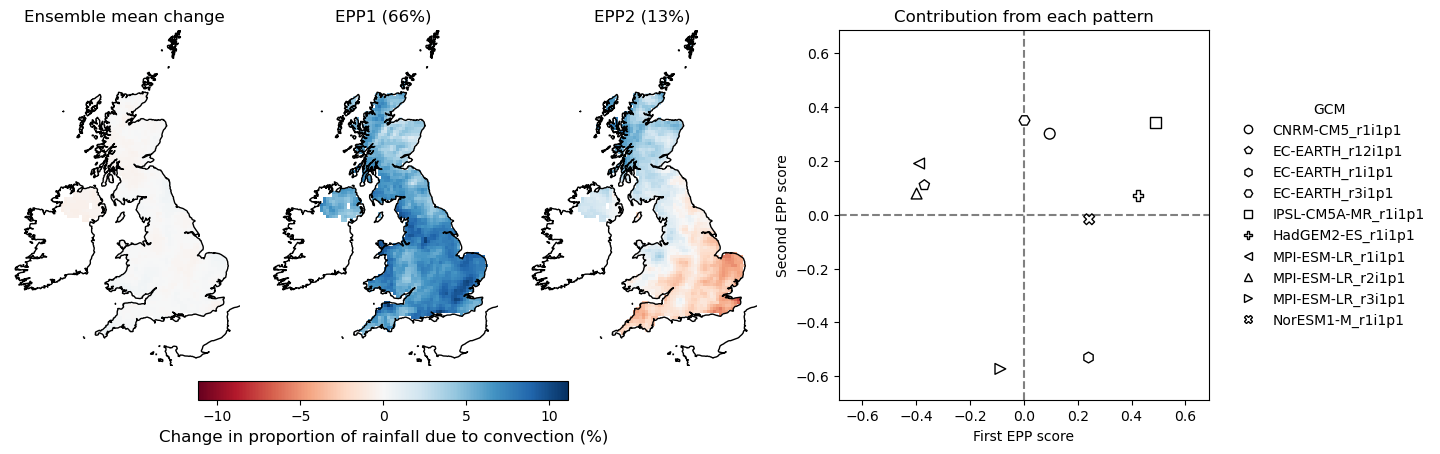 Ensemble mean change
EPP1 (66%)
EPP2 (13%)
Contribution from each pattern
−10
−5
0
5
10
Change in proportion of rainfall due to convection (%)
Second EPP score
0.6
0.4
0.2
0.0
−0.2
−0.4
−0.6
−0.6
−0.4
−0.2
0.0
0.2
0.4
0.6
First EPP score
GCM
CNRM-CM5_r1i1p1
EC-EARTH_r12i1p1
EC-EARTH_r1i1p1
EC-EARTH_r3i1p1
IPSL-CM5A-MR_r1i1p1
HadGEM2-ES_r1i1p1
MPI-ESM-LR_r1i1p1
MPI-ESM-LR_r2i1p1
MPI-ESM-LR_r3i1p1
NorESM1-M_r1i1p1